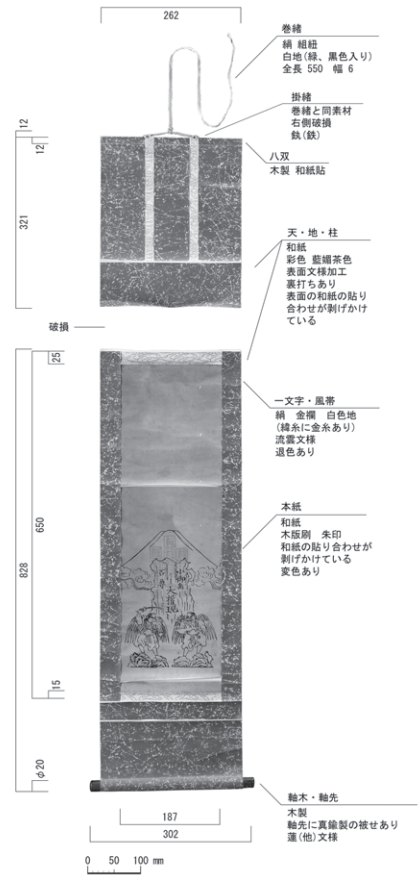 262
巻緒
絹 組紐
白地(緑、黒色入り)
全長 550 幅 6
掛緒
巻緒と同素材
右側破損
釻(鉄)
12
12
八双
木製 和紙貼
321
天・地・柱
和紙
彩色 藍媚茶色
表面文様加工
裏打ちあり
表面の和紙の貼り
合わせが剥げかけ
ている
破損
25
一文字・風帯
絹 金襴 白色地
(緯糸に金糸あり)
流雲文様
退色あり
本紙
和紙
木版刷 朱印
和紙の貼り合わせが
剥げかけている
変色あり
650
828
15
φ20
軸木・軸先
木製
軸先に真鍮製の被せあり
蓮(他)文様
187
302
0 50 100 mm